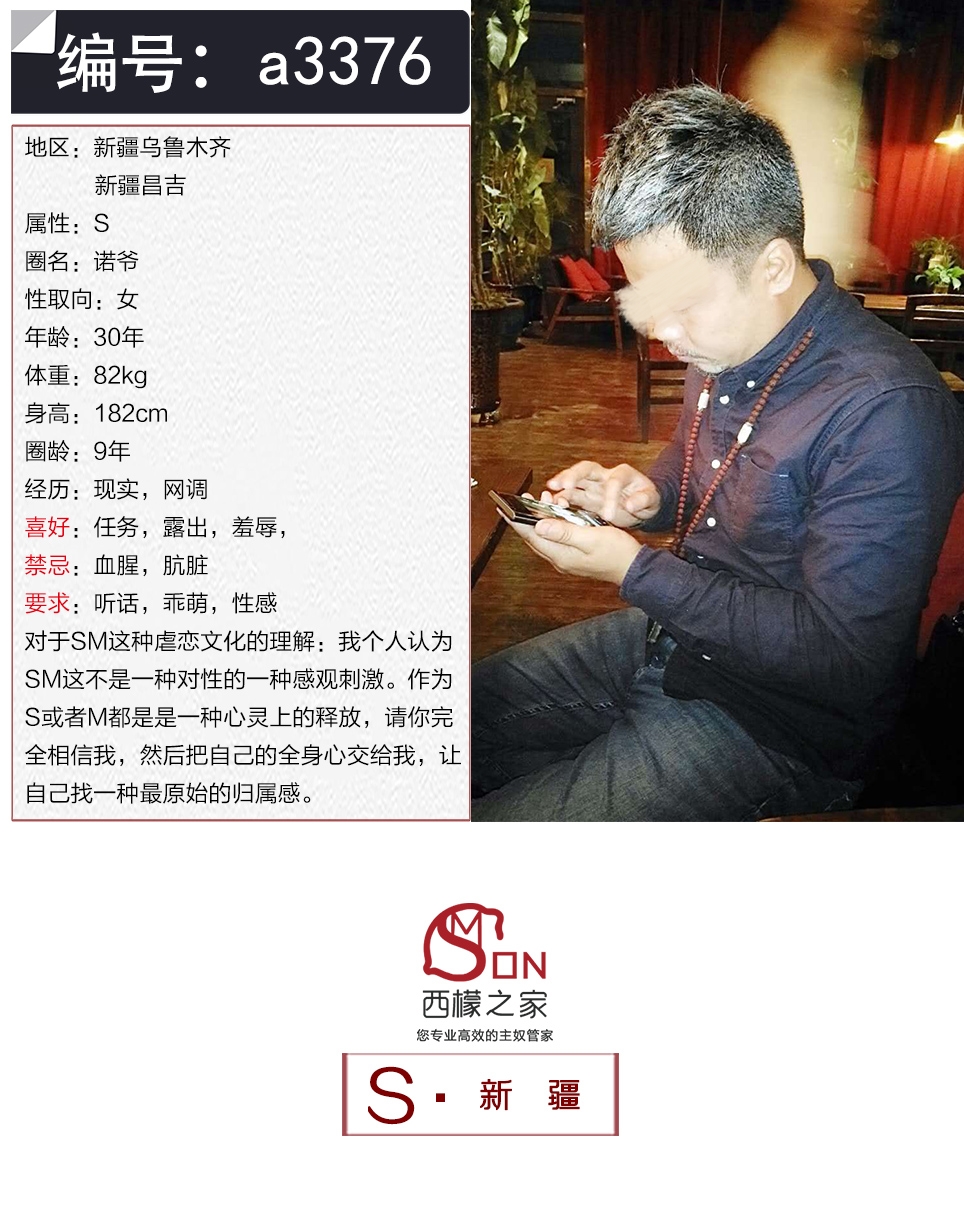 编号： a3376
地区：新疆乌鲁木齐
新疆昌吉
属性：S
圈名：诺爷
性取向：女
年龄：30年
体重：82kg
身高：182cm
圈龄：9年
经历：现实，网调
喜好：任务，露出，羞辱，
禁忌：血腥，肮脏
要求：听话，乖萌，性感
对于SM这种虐恋文化的理解：我个人认为
SM这不是一种对性的一种感观刺激。作为
S或者M都是是一种心灵上的释放，请你完
全相信我，然后把自己的全身心交给我，让
自己找一种最原始的归属感。
SMON
西檬之家
您专业高效的主奴管家
S·新 疆